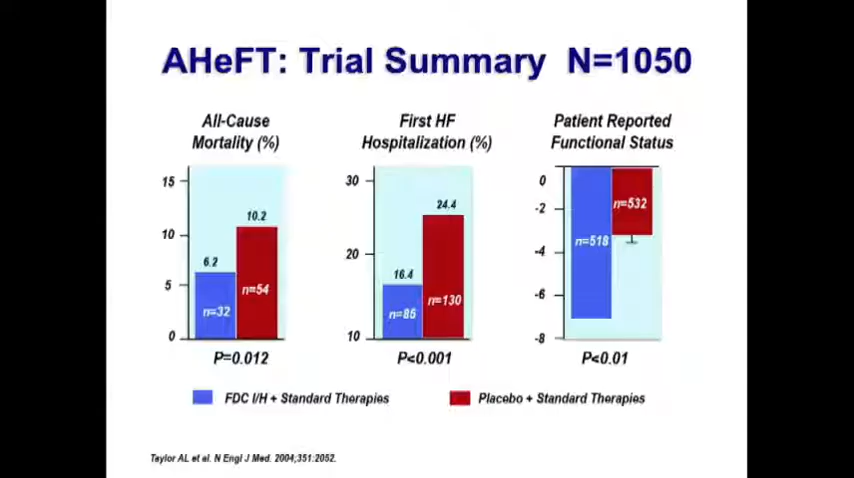 AHeFT: Trial Summary N=1050
All-Cause
Mortality (%)
15
10
5
0
6.2
10.2
n=32
n=54
P=0.012
First HF
Hospitalization (%)
30
20
10
16.4
24.4
n=86
n=130
P<0.001
Patient Reported
Functional Status
0
-2
-4
-6
-8
n=518
n=532
P<0.01
FDC I/H + Standard Therapies
Placebo + Standard Therapies
Taylor AL et al. N Engl J Med. 2004;351:2052.